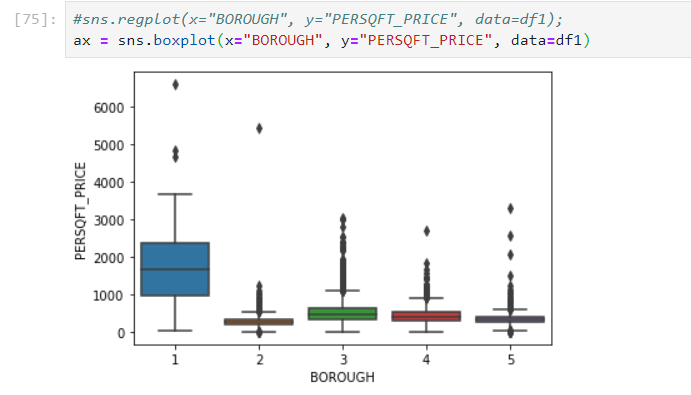 [75]: #sns.regplot(x="BOROUGH", y="PERSQFT_PRICE", data=df1);
ax = sns.boxplot(x="BOROUGH", y="PERSQFT_PRICE", data=df1)
6000
5000
4000
3000
2000
1000
0
PERSQFT_PRICE
1 2 3 4 5
BOROUGH